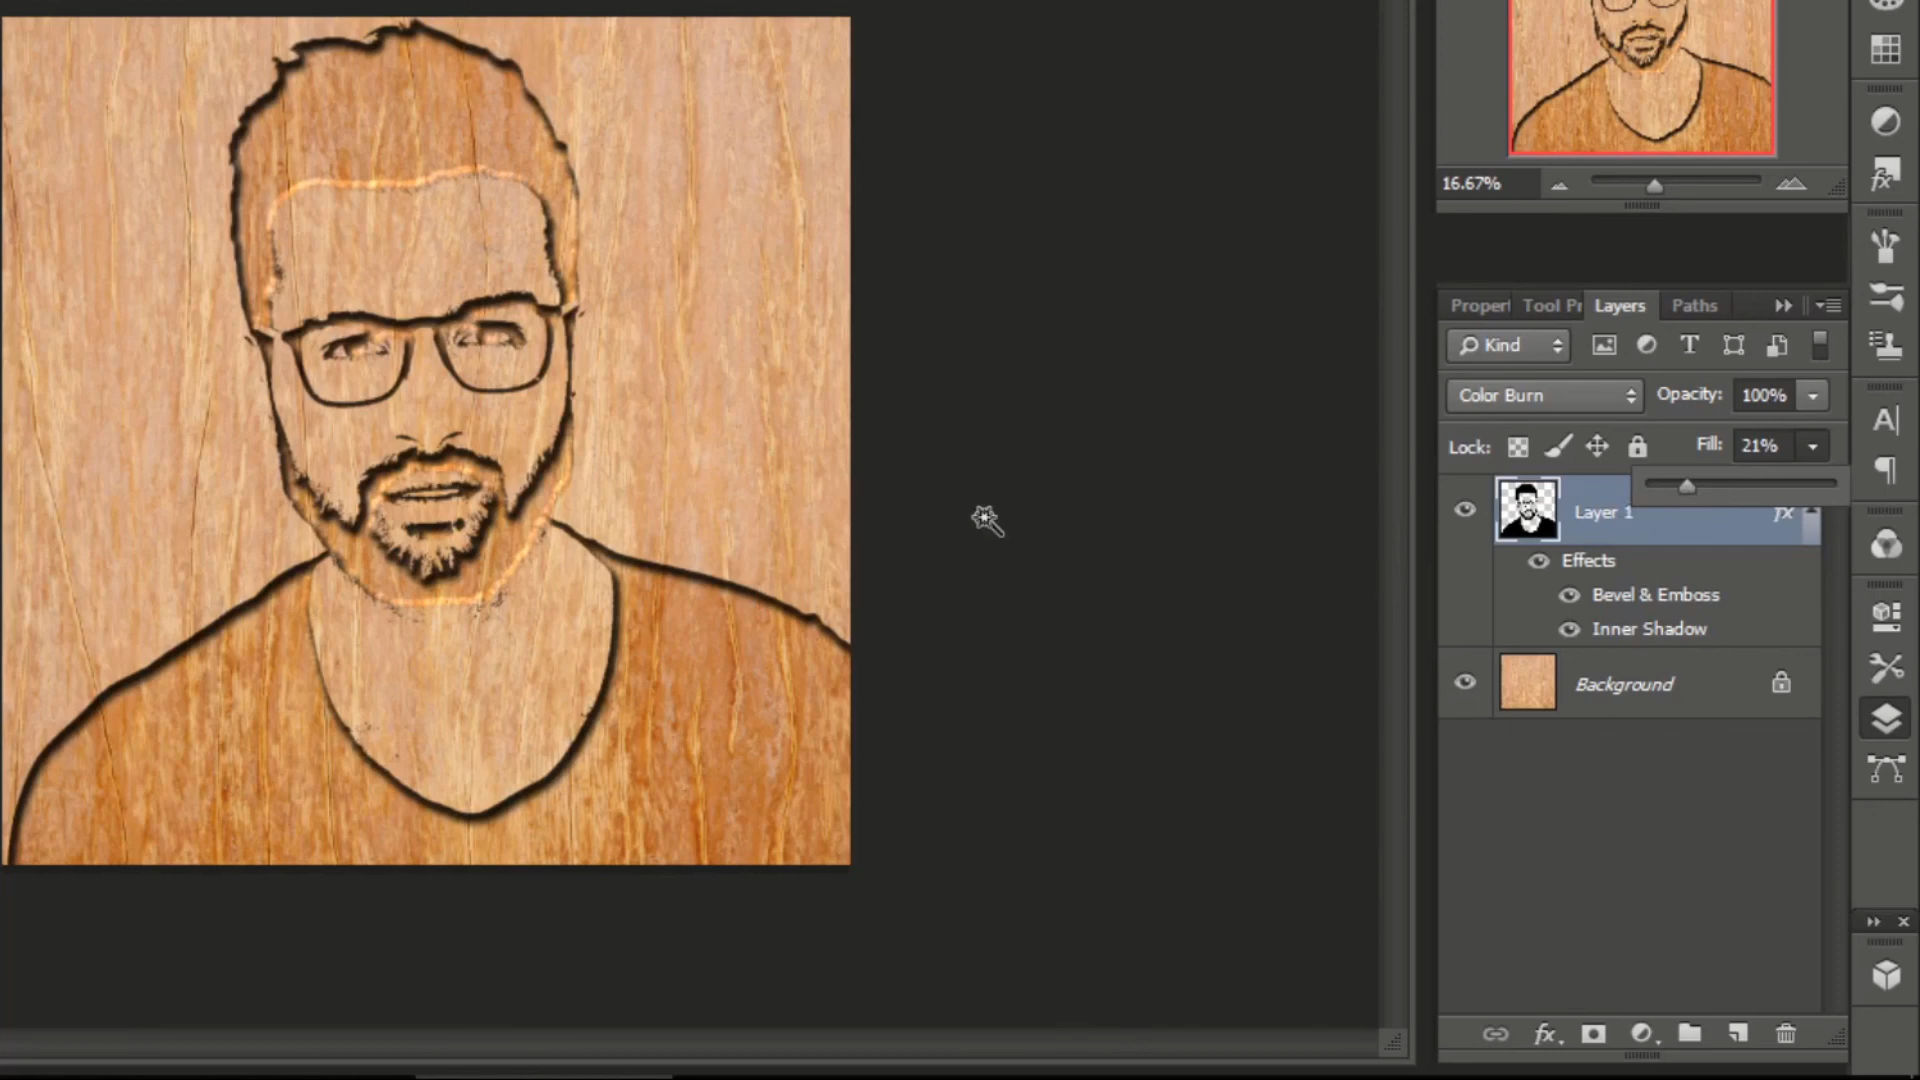 16.67%
Propert Tool Pr Layers Paths
Kind
Color Burn Opacity: 100%
Lock: Fill: 21%
Layer 1 fx
Effects
Bevel & Emboss
Inner Shadow
Background